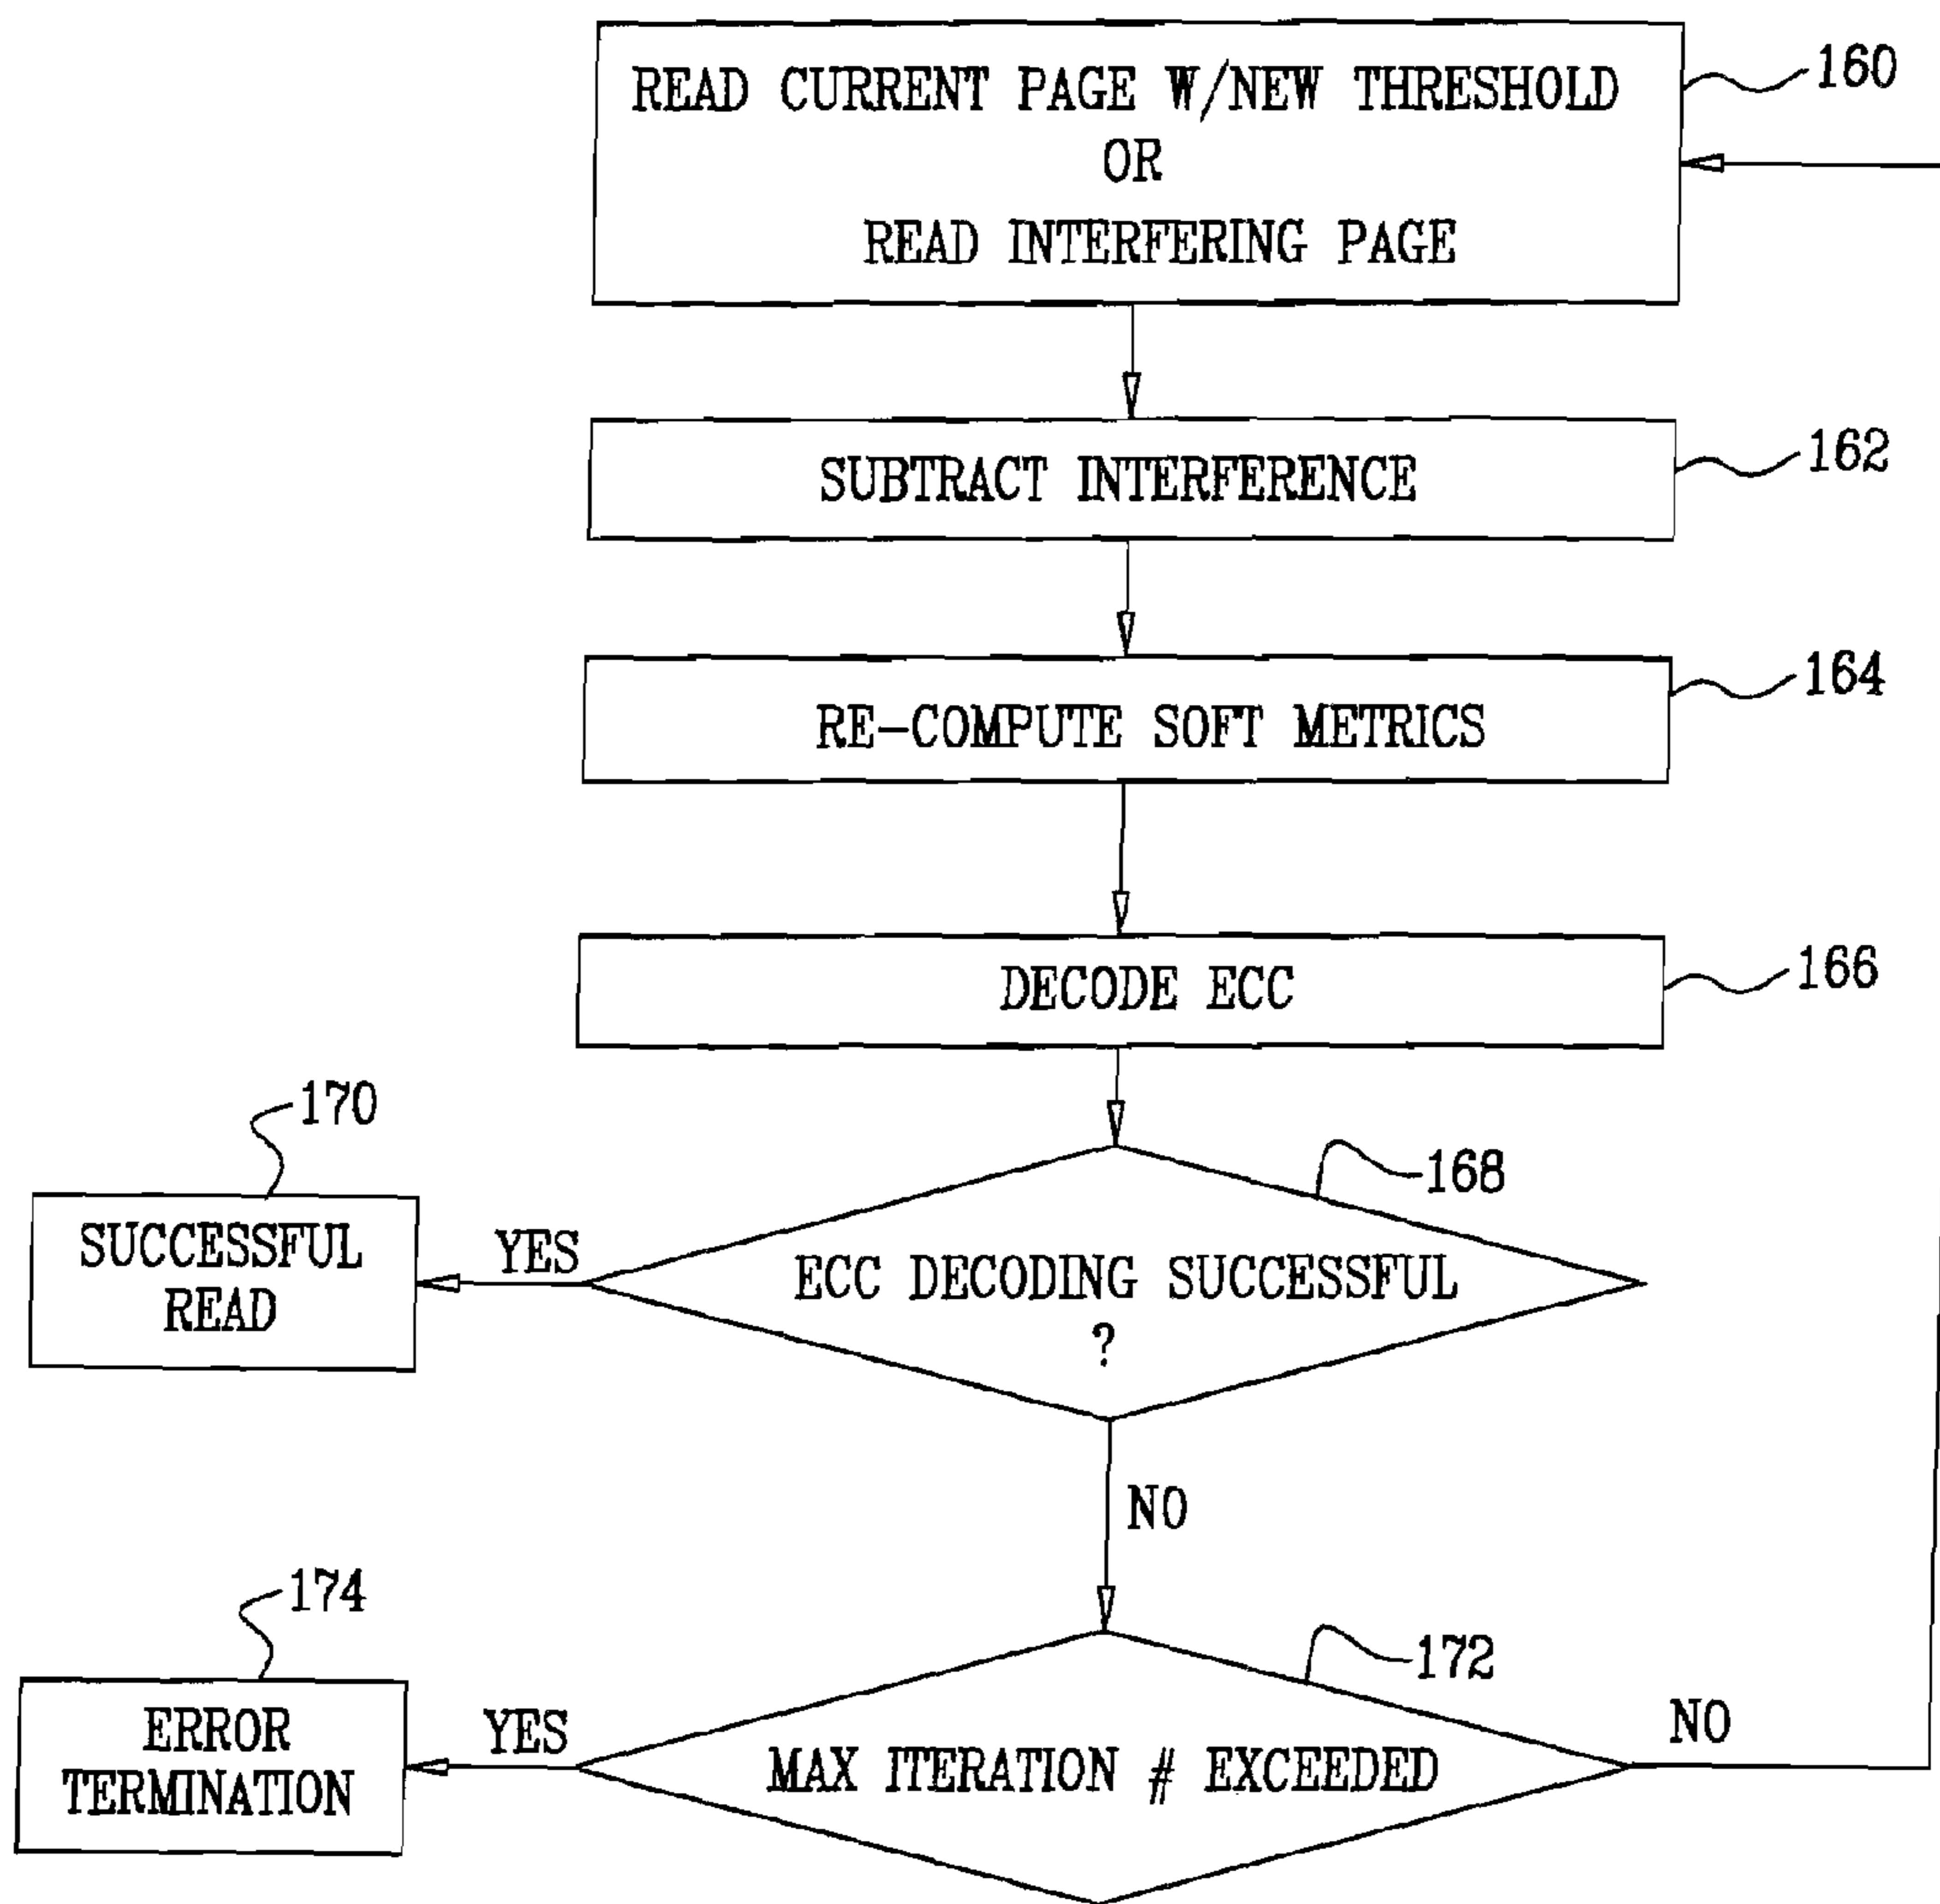 READ CURRENT PAGE W/NEW THRESHOLD
OR
READ INTERFERING PAGE
160
SUBTRACT INTERFERENCE
162
RE-COMPUTE SOFT METRICS
164
DECODE ECC
166
170
SUCCESSFUL
READ
YES
ECC DECODING SUCCESSFUL
?
168
NO
174
ERROR
TERMINATION
YES
MAX ITERATION # EXCEEDED
172
NO